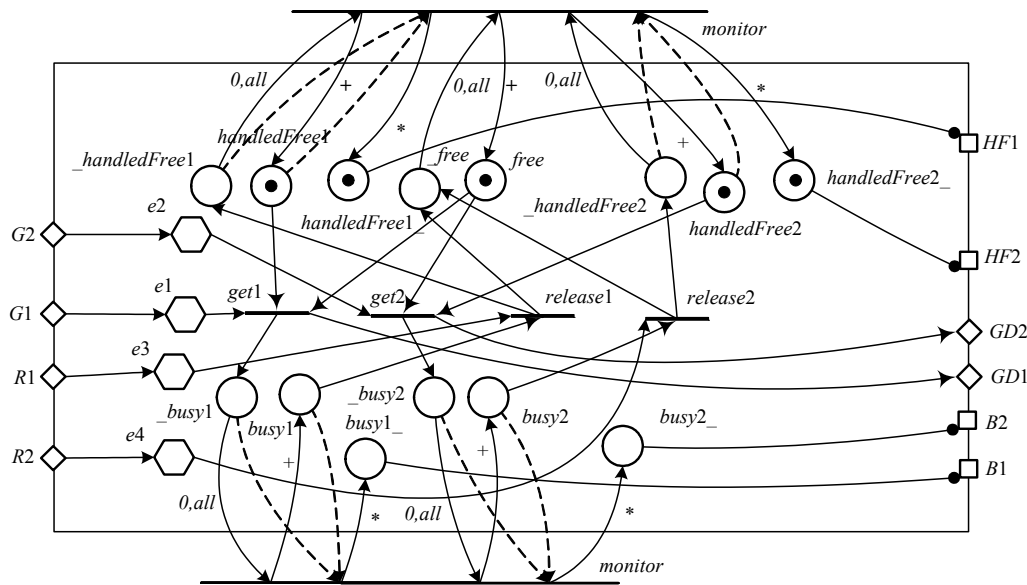 monitor
0,all
+
0,all
+
0,all
*
*
+
HF1
handledFree1
_handledFree1
_free
free
_handledFree2
handledFree2_
handledFree1_
handledFree2
e2
G2
HF2
e1
G1
get1
get2
release1
release2
GD2
e3
R1
GD1
_busy1
busy1
_busy2
busy1_
busy2
busy2_
B2
e4
R2
+
+
B1
0,all
*
0,all
*
monitor